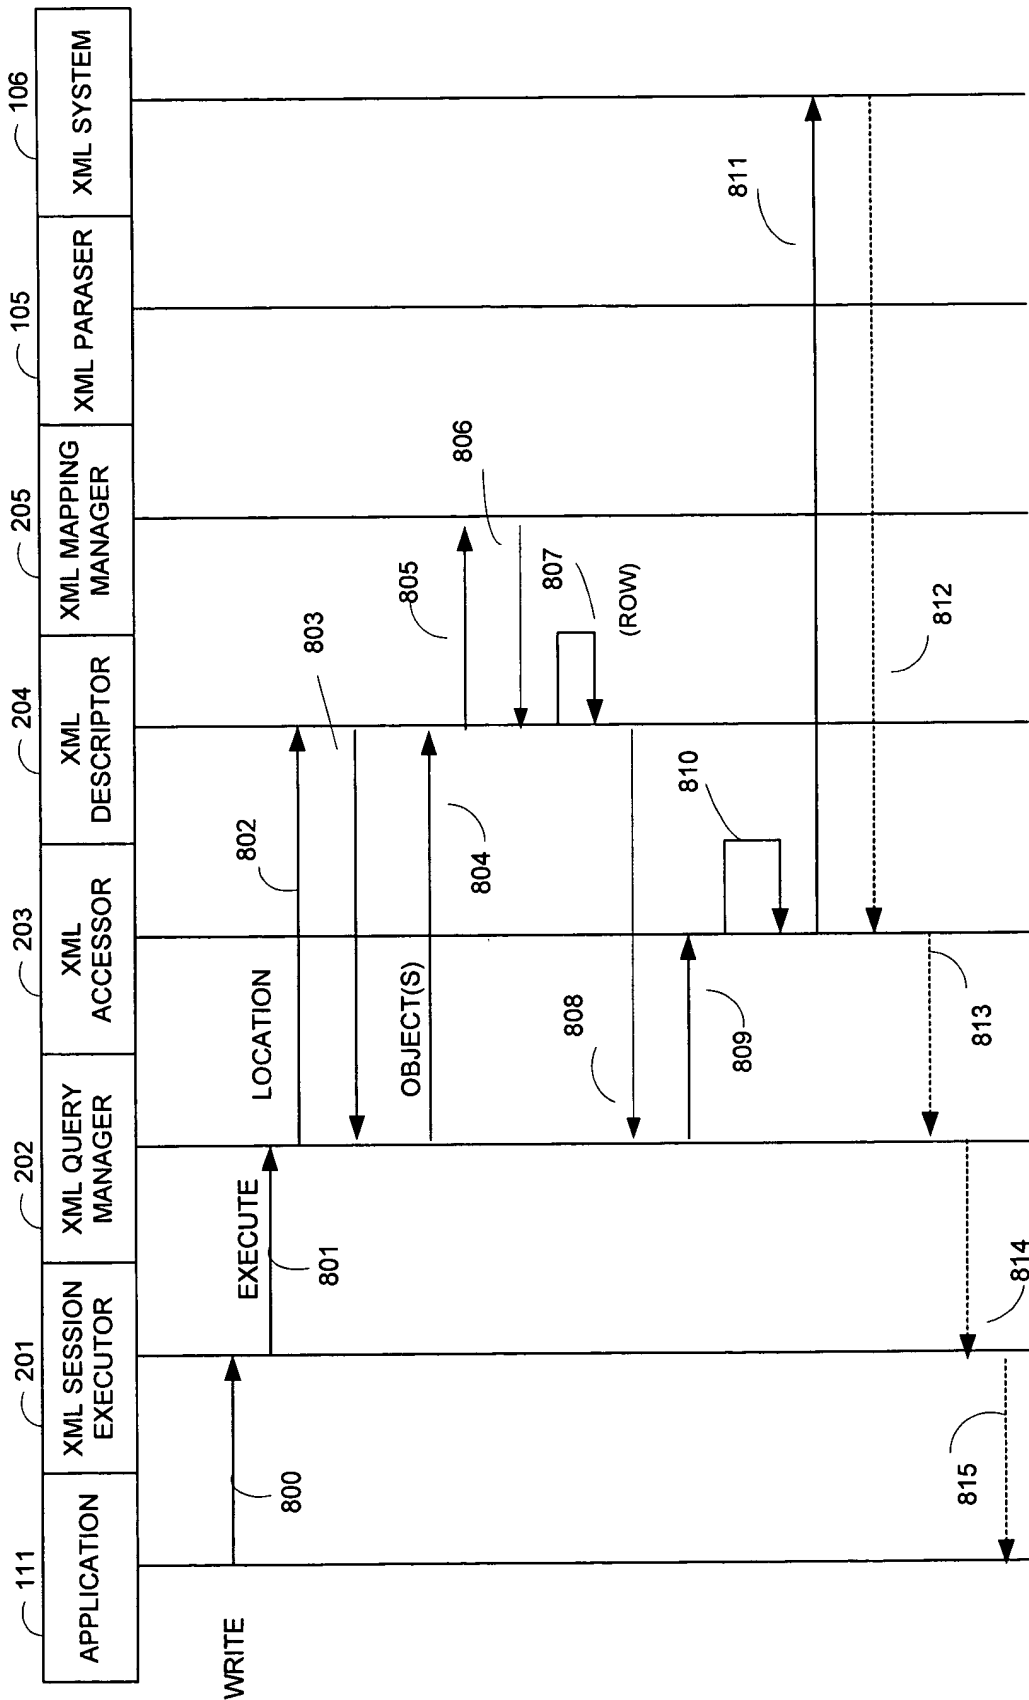 111
201
202
203
204
205
105
106
APPLICATION
XML SESSION
EXECUTOR
XML QUERY
MANAGER
XML
ACCESSOR
XML
DESCRIPTOR
XML MAPPING
MANAGER
XML PARASER
XML SYSTEM
WRITE
800
EXECUTE
801
LOCATION
802
803
OBJECT(S)
804
805
806
807
(ROW)
808
809
810
811
812
813
814
815